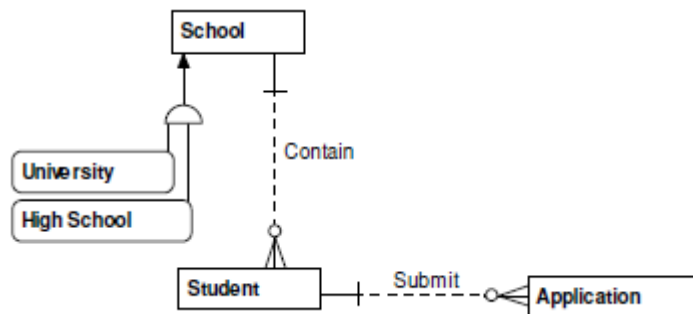 School
Contain
University
High School
Student
Submit
Application